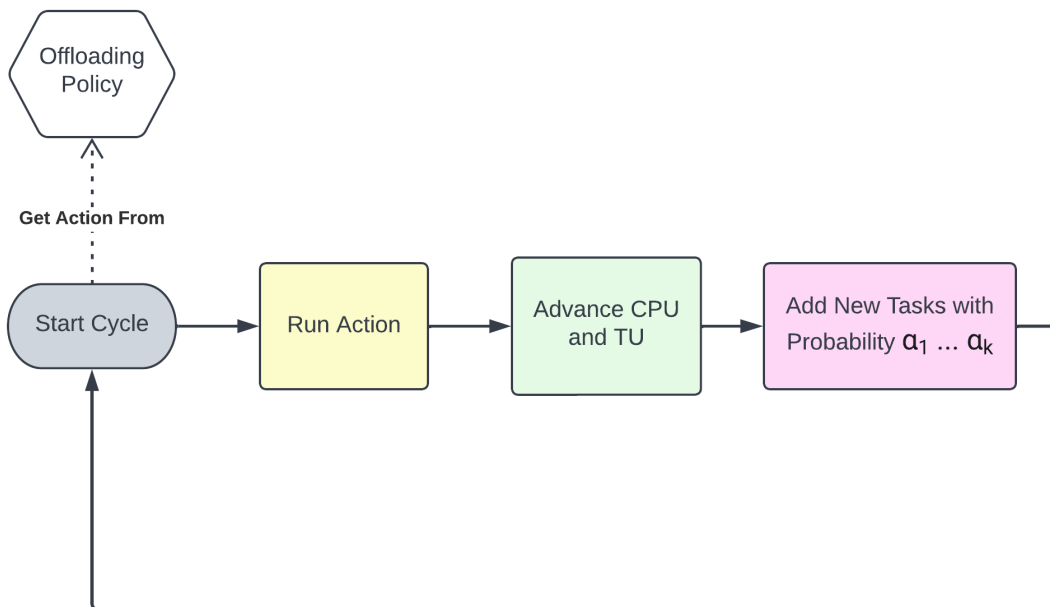 Offloading
Policy
Get Action From
Start Cycle
Run Action
Advance CPU
and TU
Add New Tasks with
Probability α₁ ... αₖ